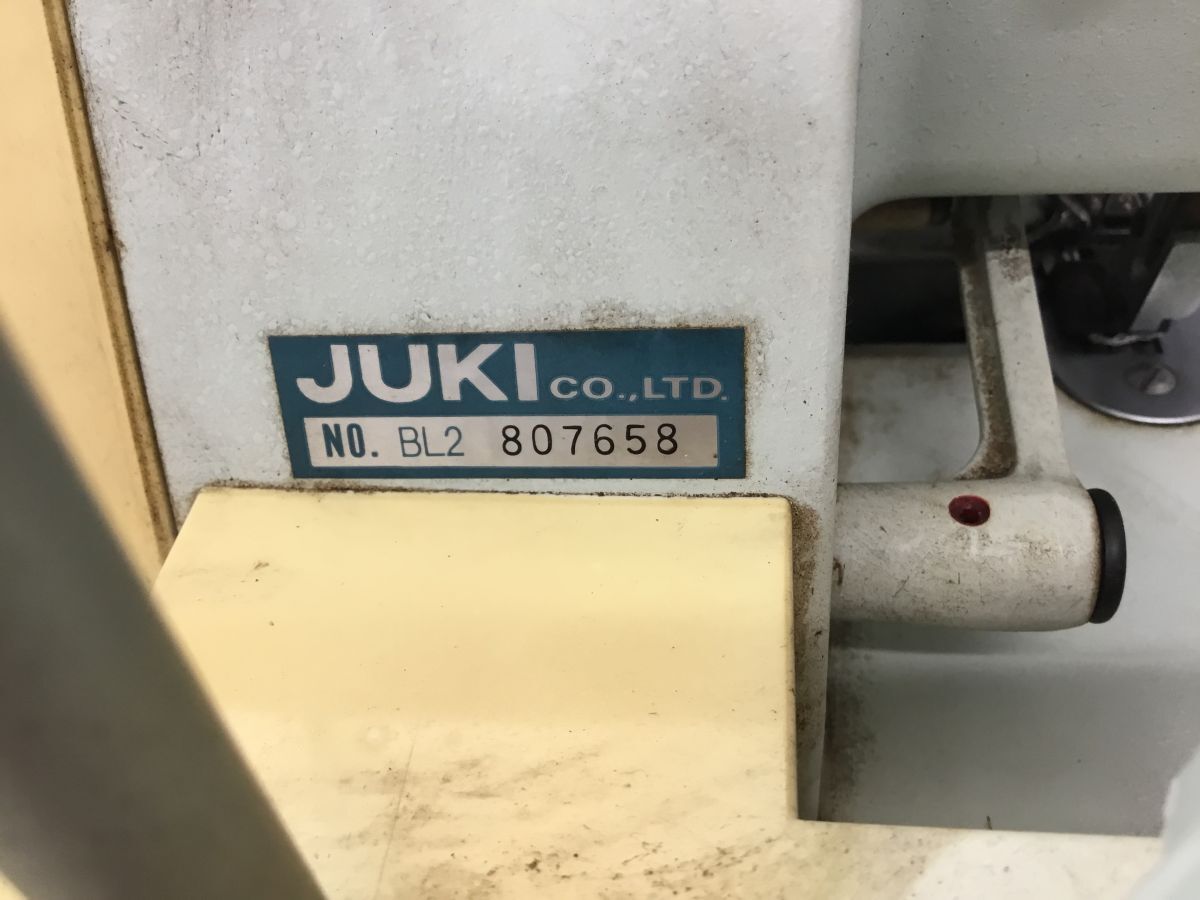 JUKI CO.,LTD.
NO. BL2 807658